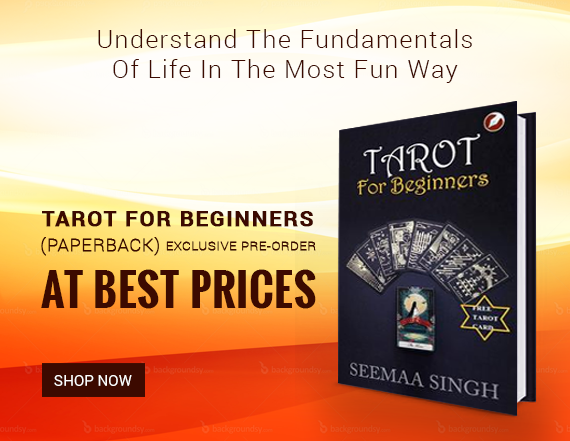 Understand The Fundamentals
Of Life In The Most Fun Way
TAROT FOR BEGINNERS
(PAPERBACK) EXCLUSIVE PRE-ORDER
AT BEST PRICES
SHOP NOW
TAROT
For Beginners
FREE
TAROT
CARD
SEEMAA SINGH